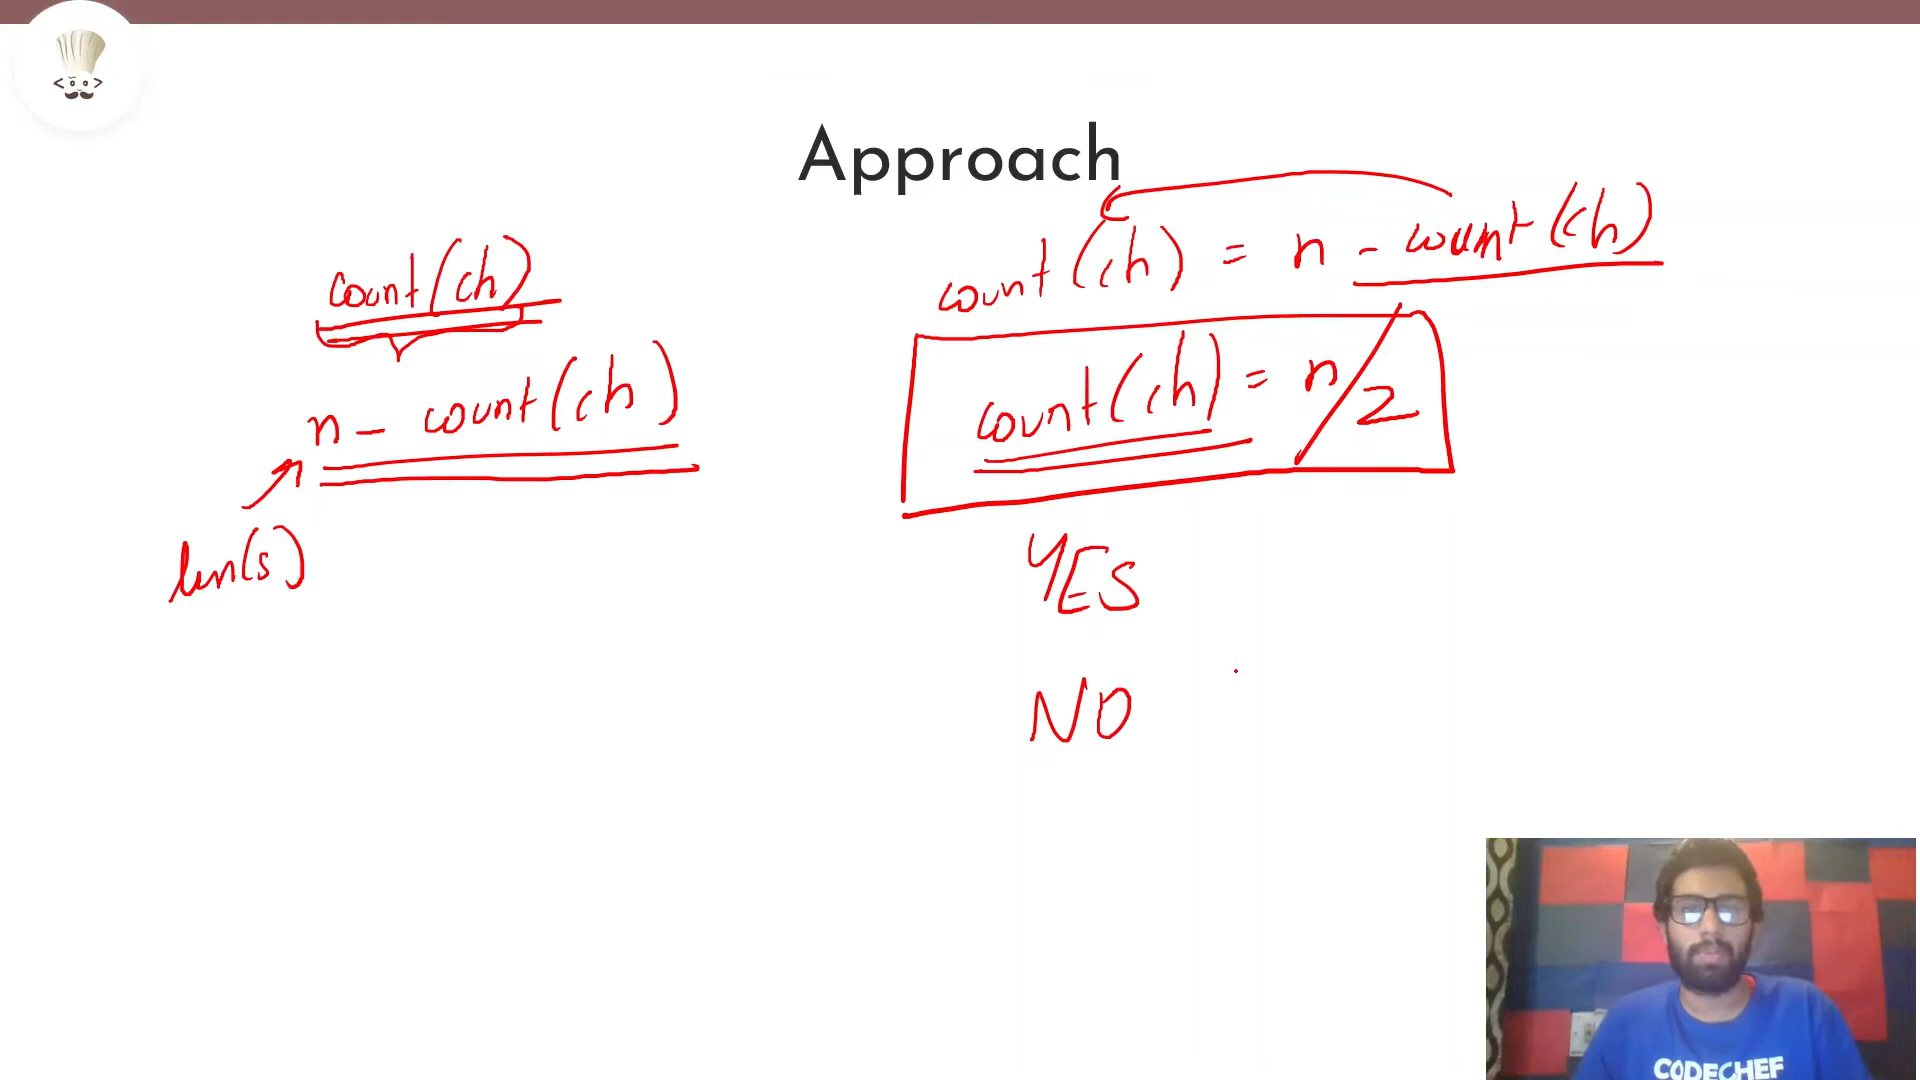 Approach
count(ch)
n - count(ch)
len(s)
count(ch) = n - count(ch)
count(ch) = n/2
YES
NO
CODECHEF